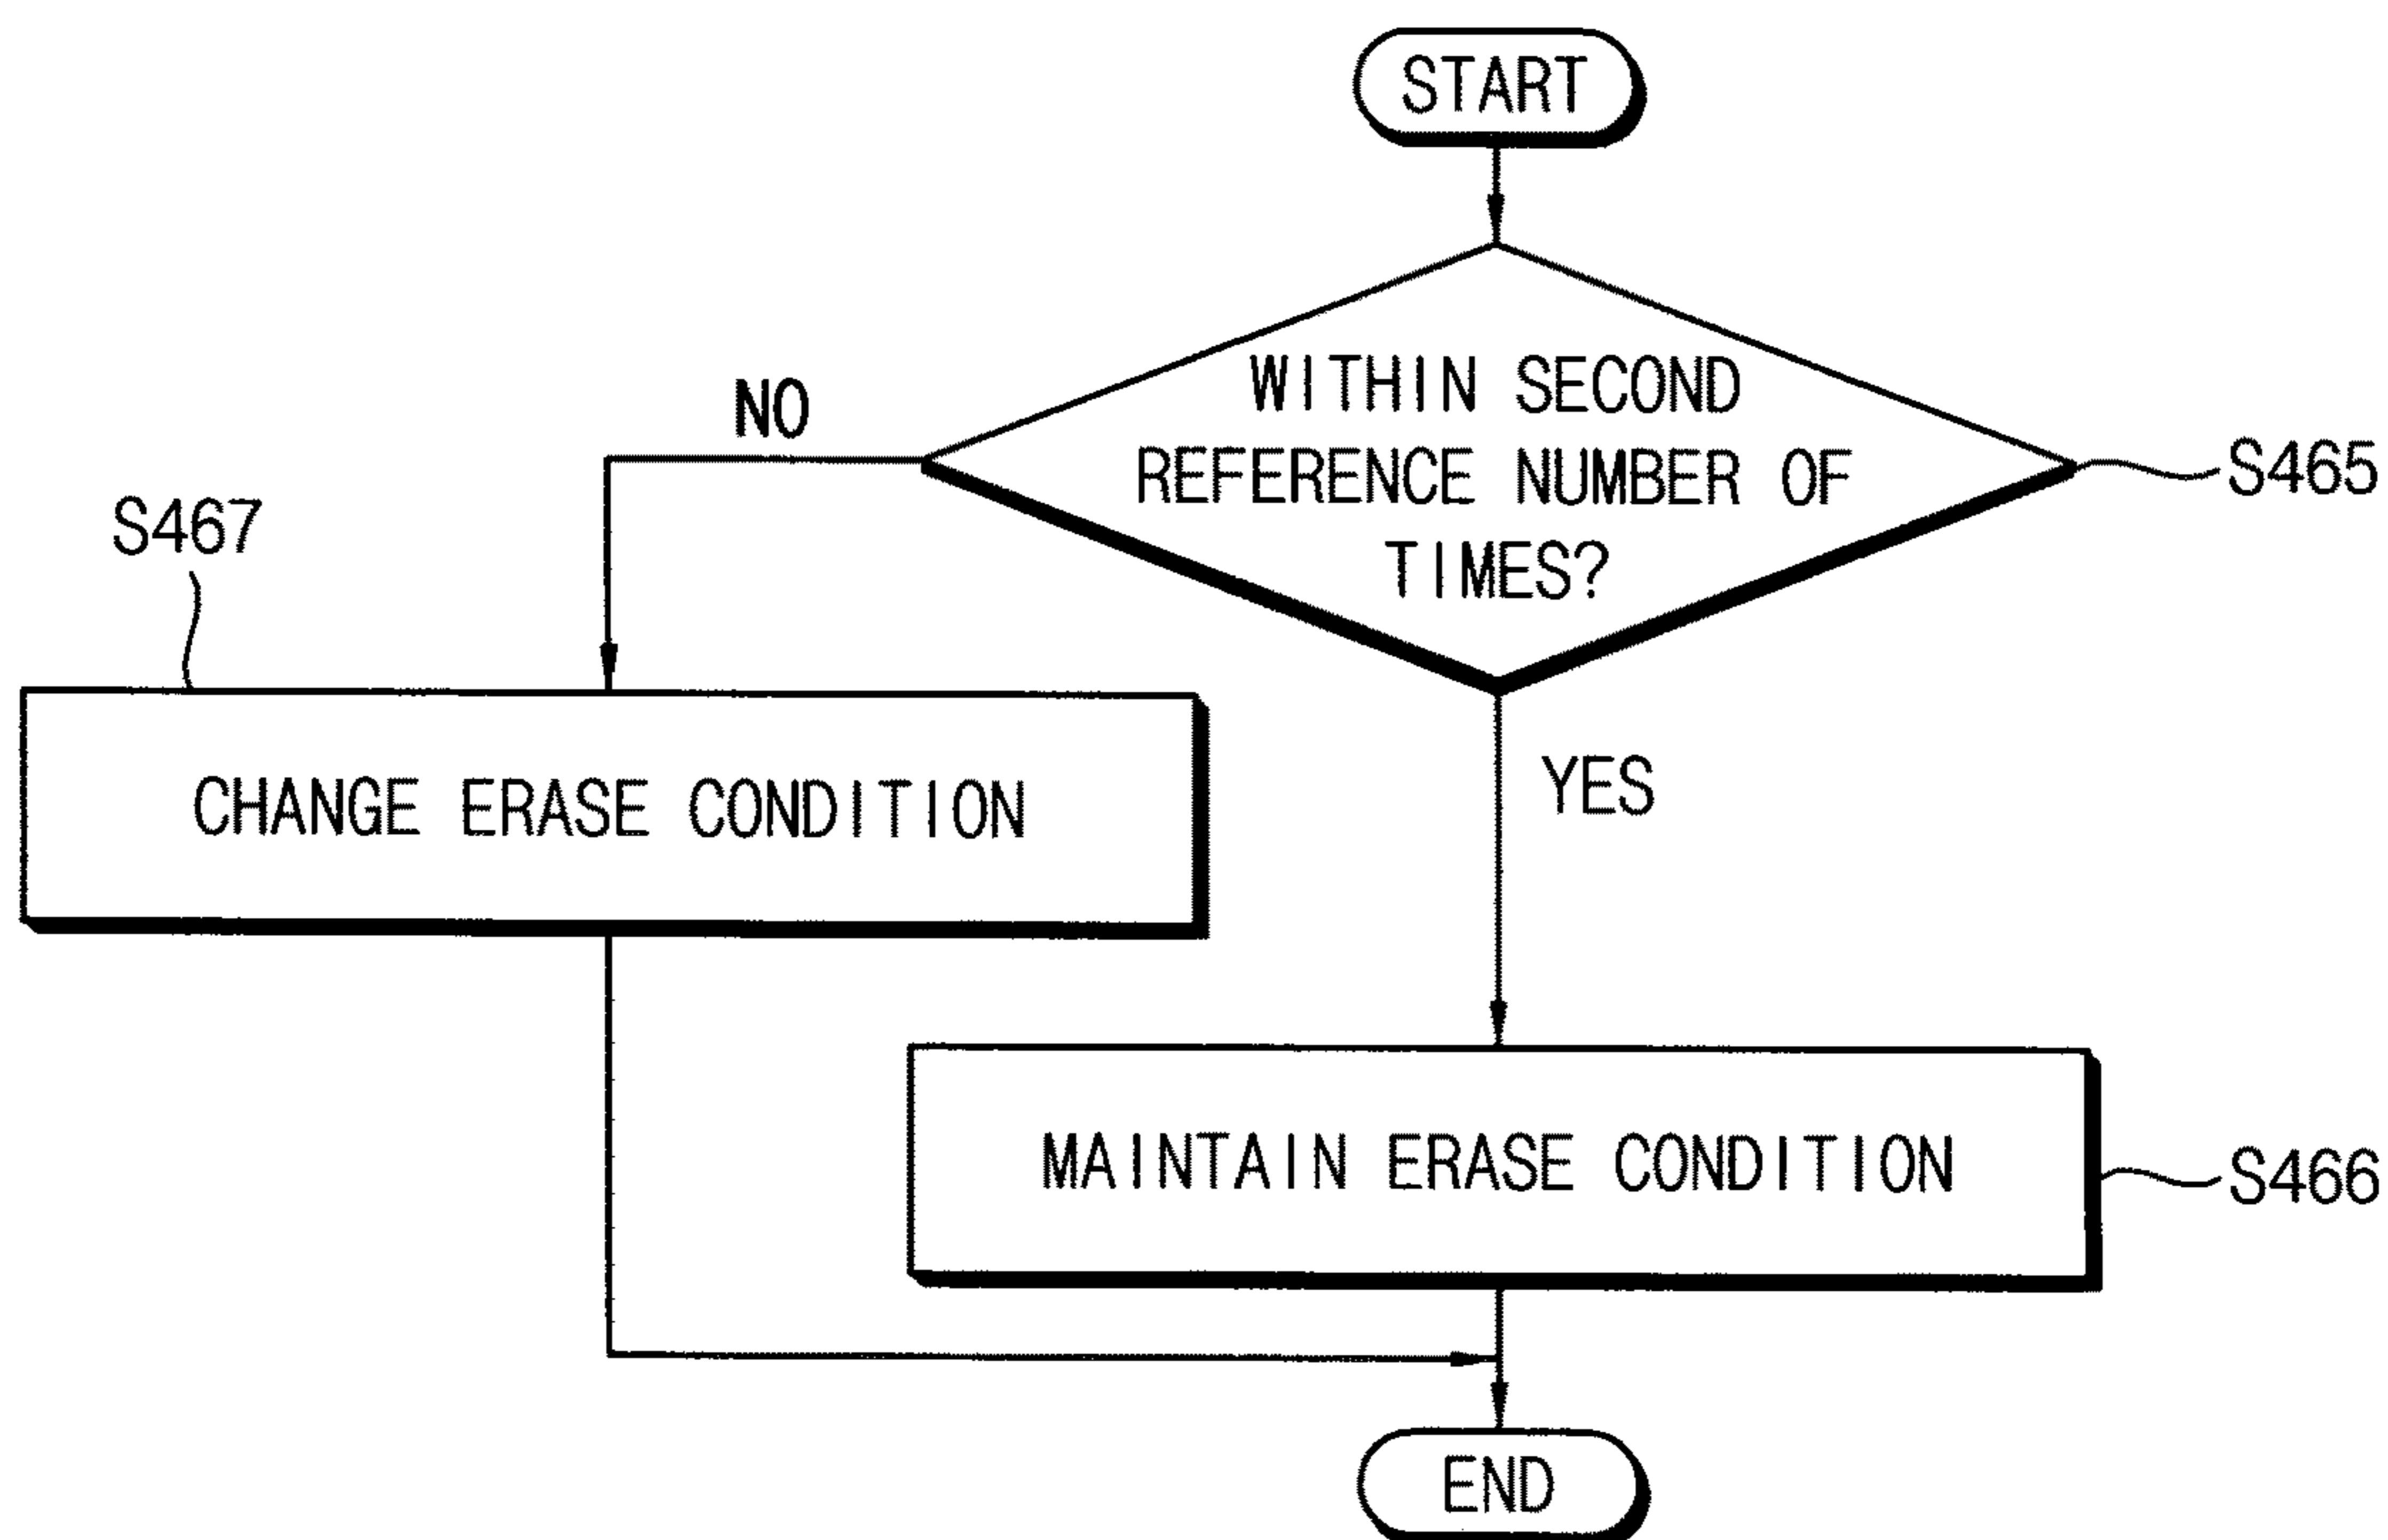 START
WITHIN SECOND
REFERENCE NUMBER OF
TIMES?
S465
NO
S467
CHANGE ERASE CONDITION
YES
MAINTAIN ERASE CONDITION
S466
END